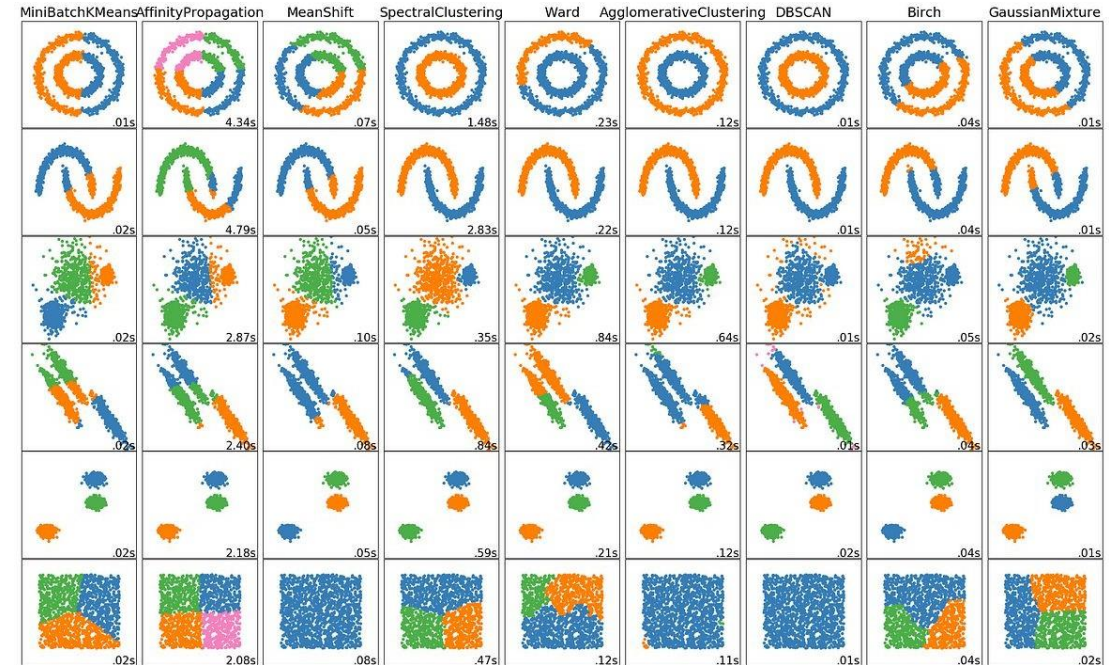 MiniBatchKMeans AffinityPropagation MeanShift SpectralClustering Ward AgglomerativeClustering DBSCAN Birch GaussianMixture
.01s 4.34s .07s 1.48s .23s .12s .01s .04s .01s
.02s 4.79s .05s 2.83s .22s .12s .01s .04s .01s
.02s 2.87s .10s .35s .84s .64s .01s .05s .02s
.02s 2.40s .08s .84s .42s .32s .01s .04s .03s
.02s 2.18s .05s .59s .21s .12s .02s .04s .01s
.02s 2.08s .08s .47s .12s .11s .01s .04s .02s